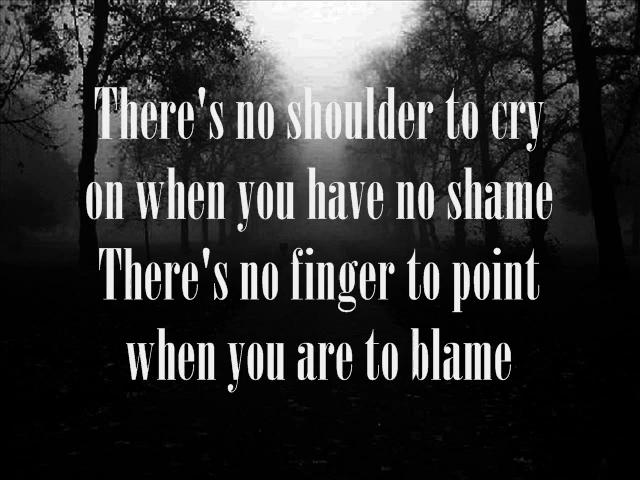 There's no shoulder to cry
on when you have no shame
There's no finger to point
when you are to blame